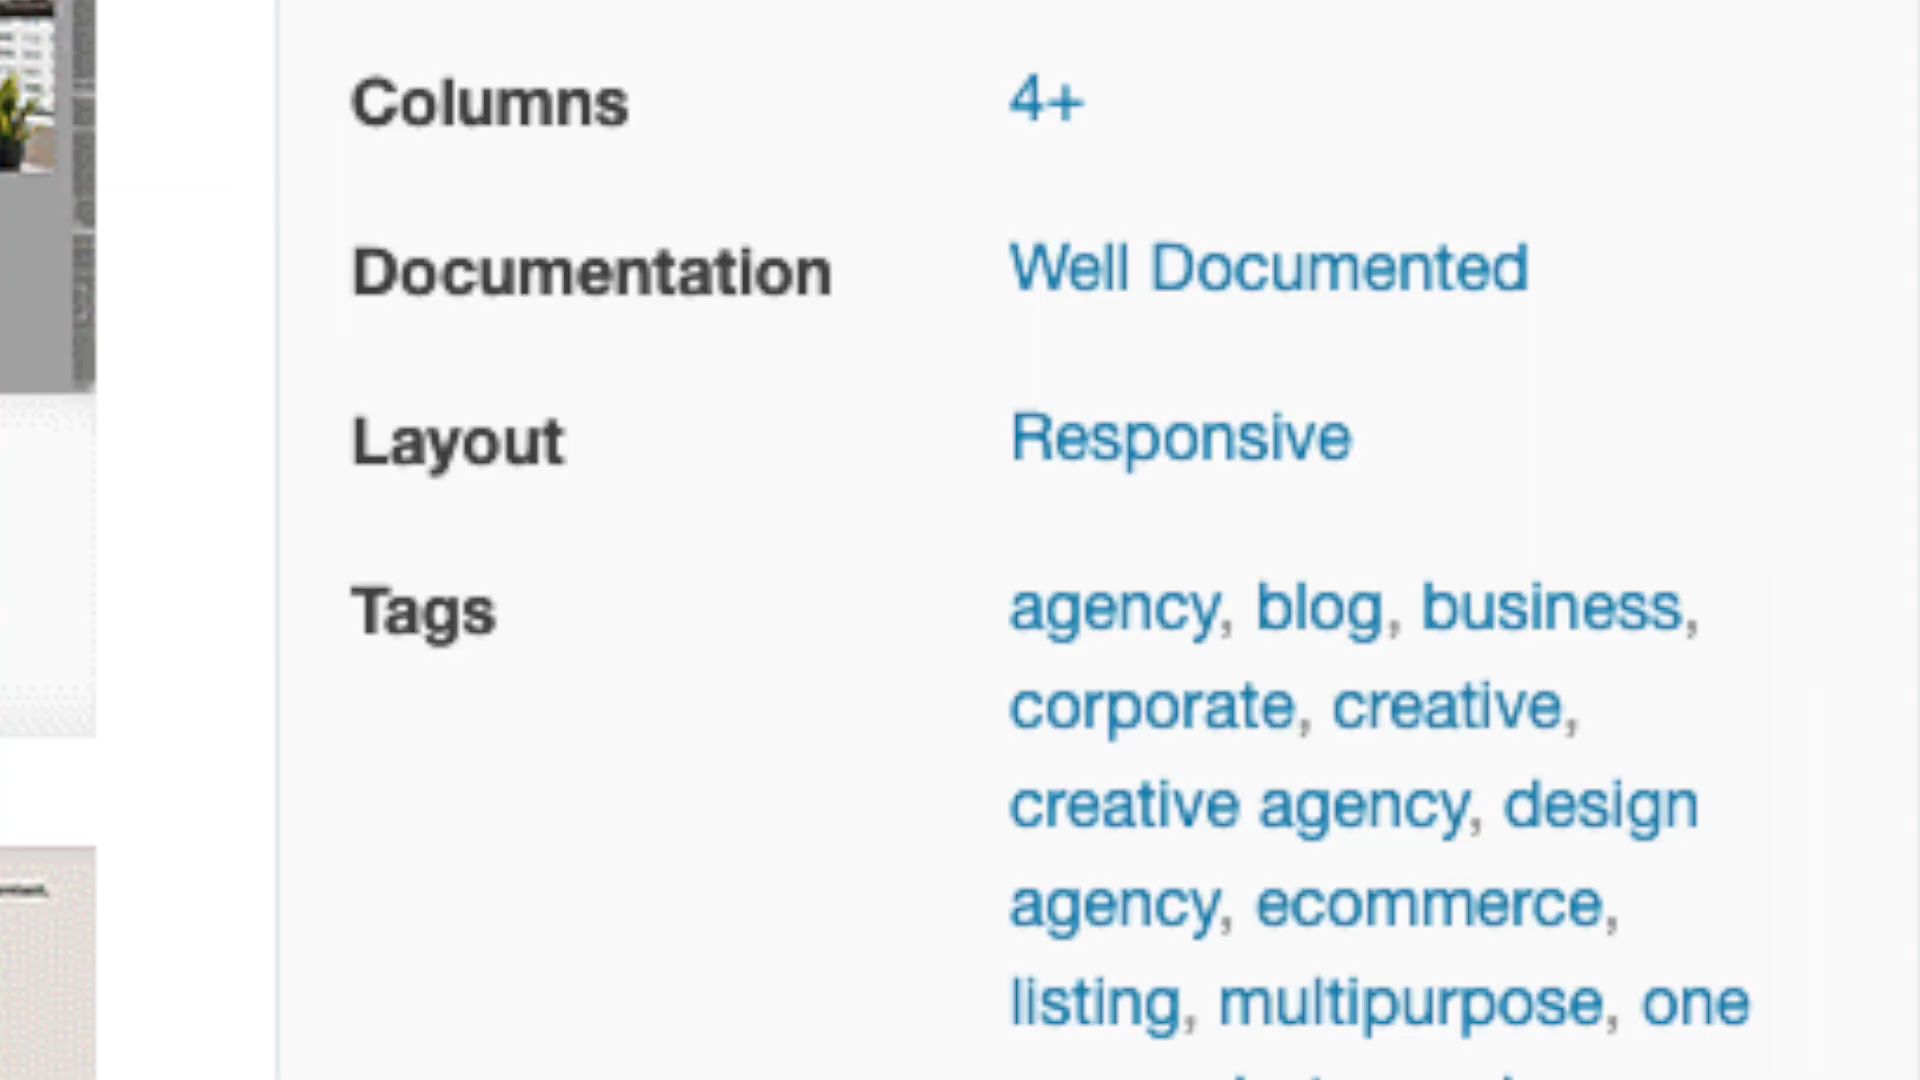 Columns 4+
Documentation Well Documented
Layout Responsive
Tags agency, blog, business,
corporate, creative,
creative agency, design
agency, ecommerce,
listing, multipurpose, one